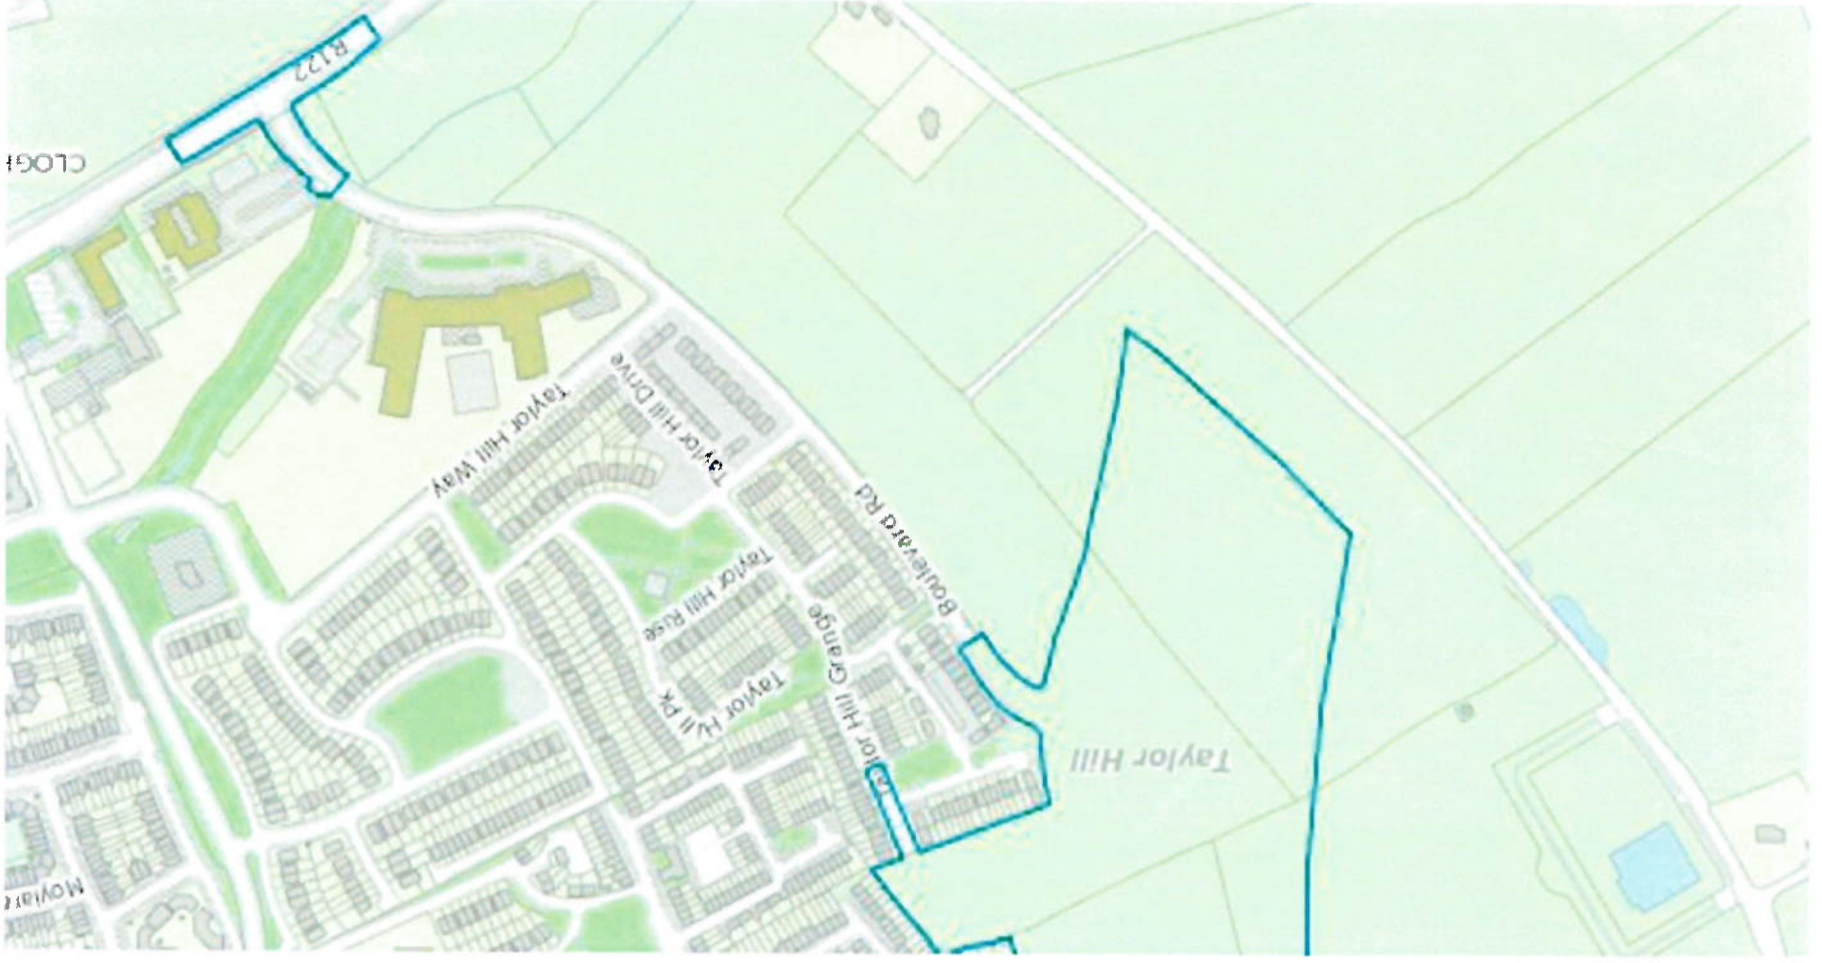 R122
CLOGH
Taylor Hill Drive
Taylor Hill Way
Boulevard Rd
Taylor Hill Rise
Taylor Hill Grange
Taylor Hill Pk
Taylor Hill